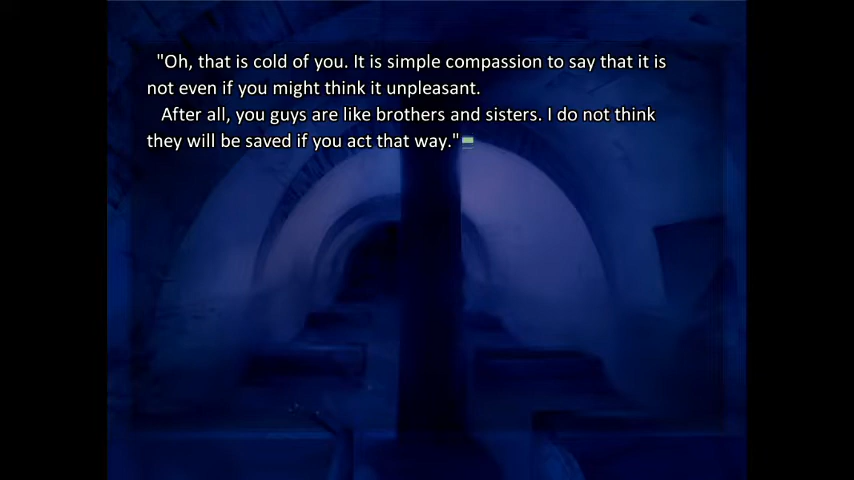 "Oh, that is cold of you. It is simple compassion to say that it is
not even if you might think it unpleasant.
After all, you guys are like brothers and sisters. I do not think
they will be saved if you act that way."